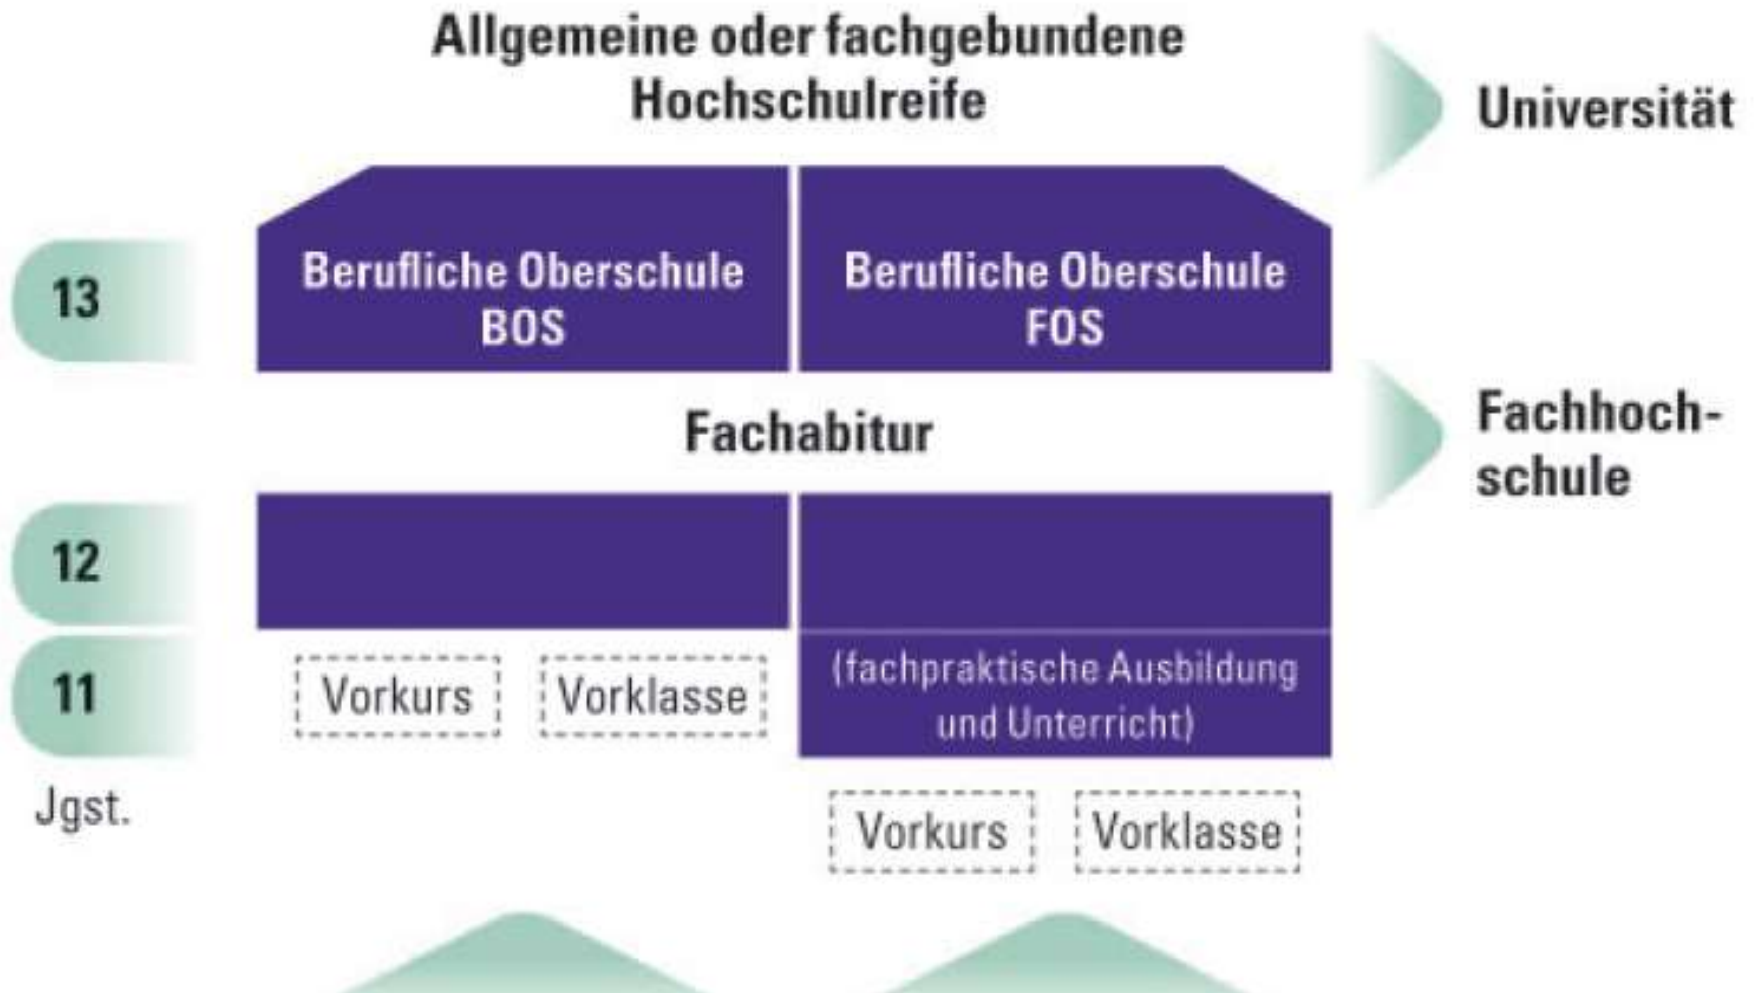 Allgemeine oder fachgebundene
Hochschulreife
Universität
13
Berufliche Oberschule
BOS
Berufliche Oberschule
FOS
Fachabitur
Fachhoch-
schule
12
11
Vorkurs
Vorklasse
(fachpraktische Ausbildung
und Unterricht)
Jgst.
Vorkurs
Vorklasse